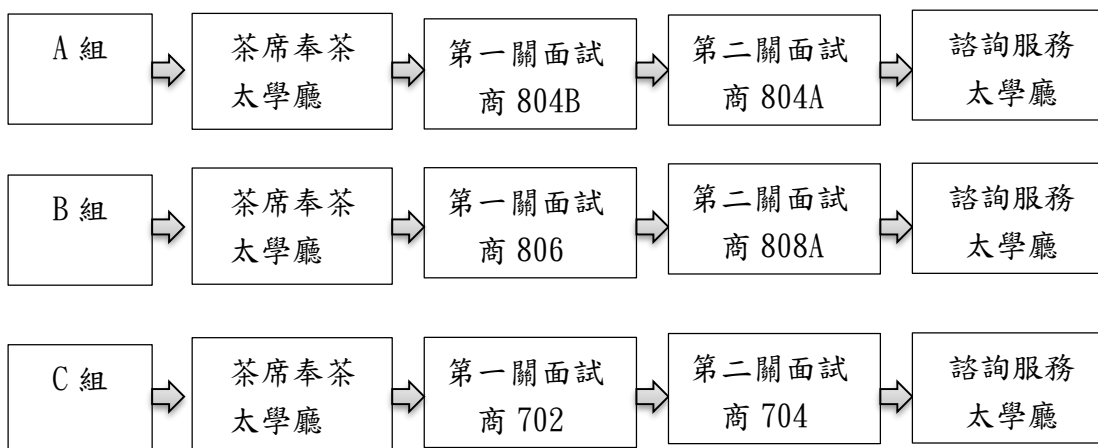 A 組
茶席奉茶
太學廳
第一關面試
商 804B
第二關面試
商 804A
諮詢服務
太學廳
B 組
茶席奉茶
太學廳
第一關面試
商 806
第二關面試
商 808A
諮詢服務
太學廳
C 組
茶席奉茶
太學廳
第一關面試
商 702
第二關面試
商 704
諮詢服務
太學廳